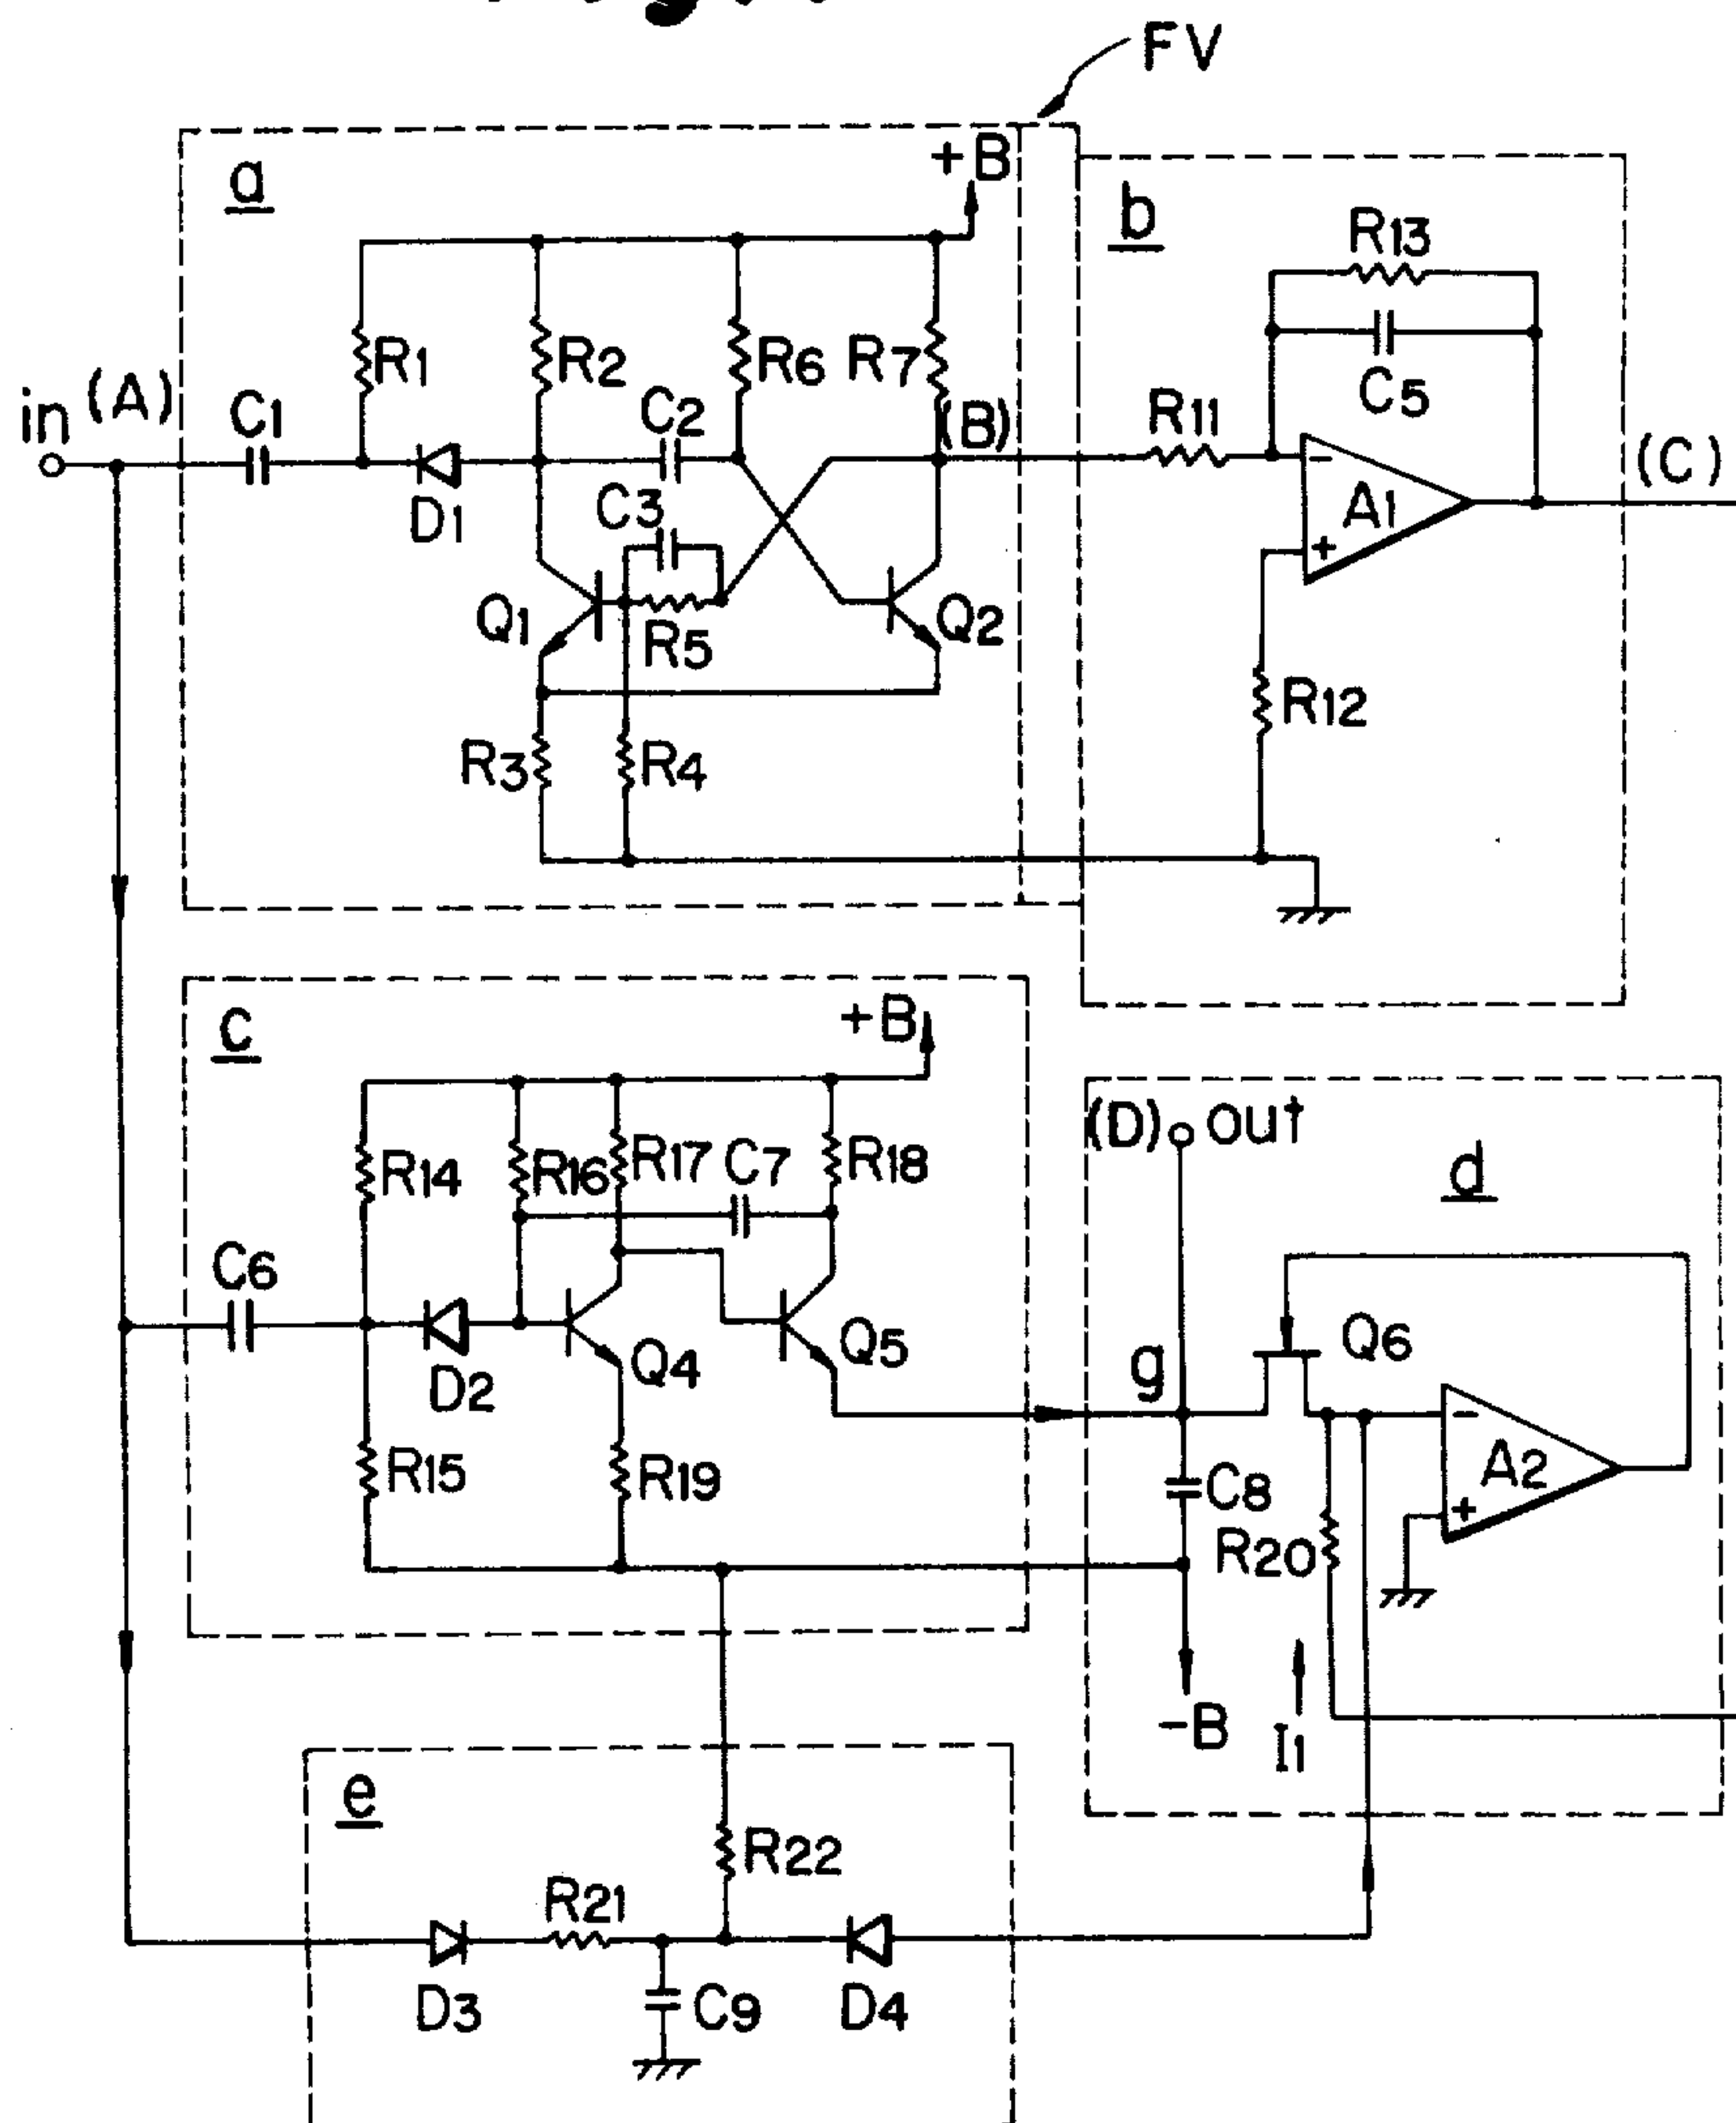 FV
+B
a
b
R13
R1
R2
R6
R7
C5
in
(A)
C1
C2
(B)
R11
(C)
D1
C3
A1
-
+
Q1
R5
Q2
R12
R3
R4
c
+B
(D)
out
d
R14
R16
R17
C7
R18
C6
D2
Q4
Q5
g
Q6
-
A2
+
R15
R19
C8
R20
-B
I1
e
R22
R21
D3
C9
D4